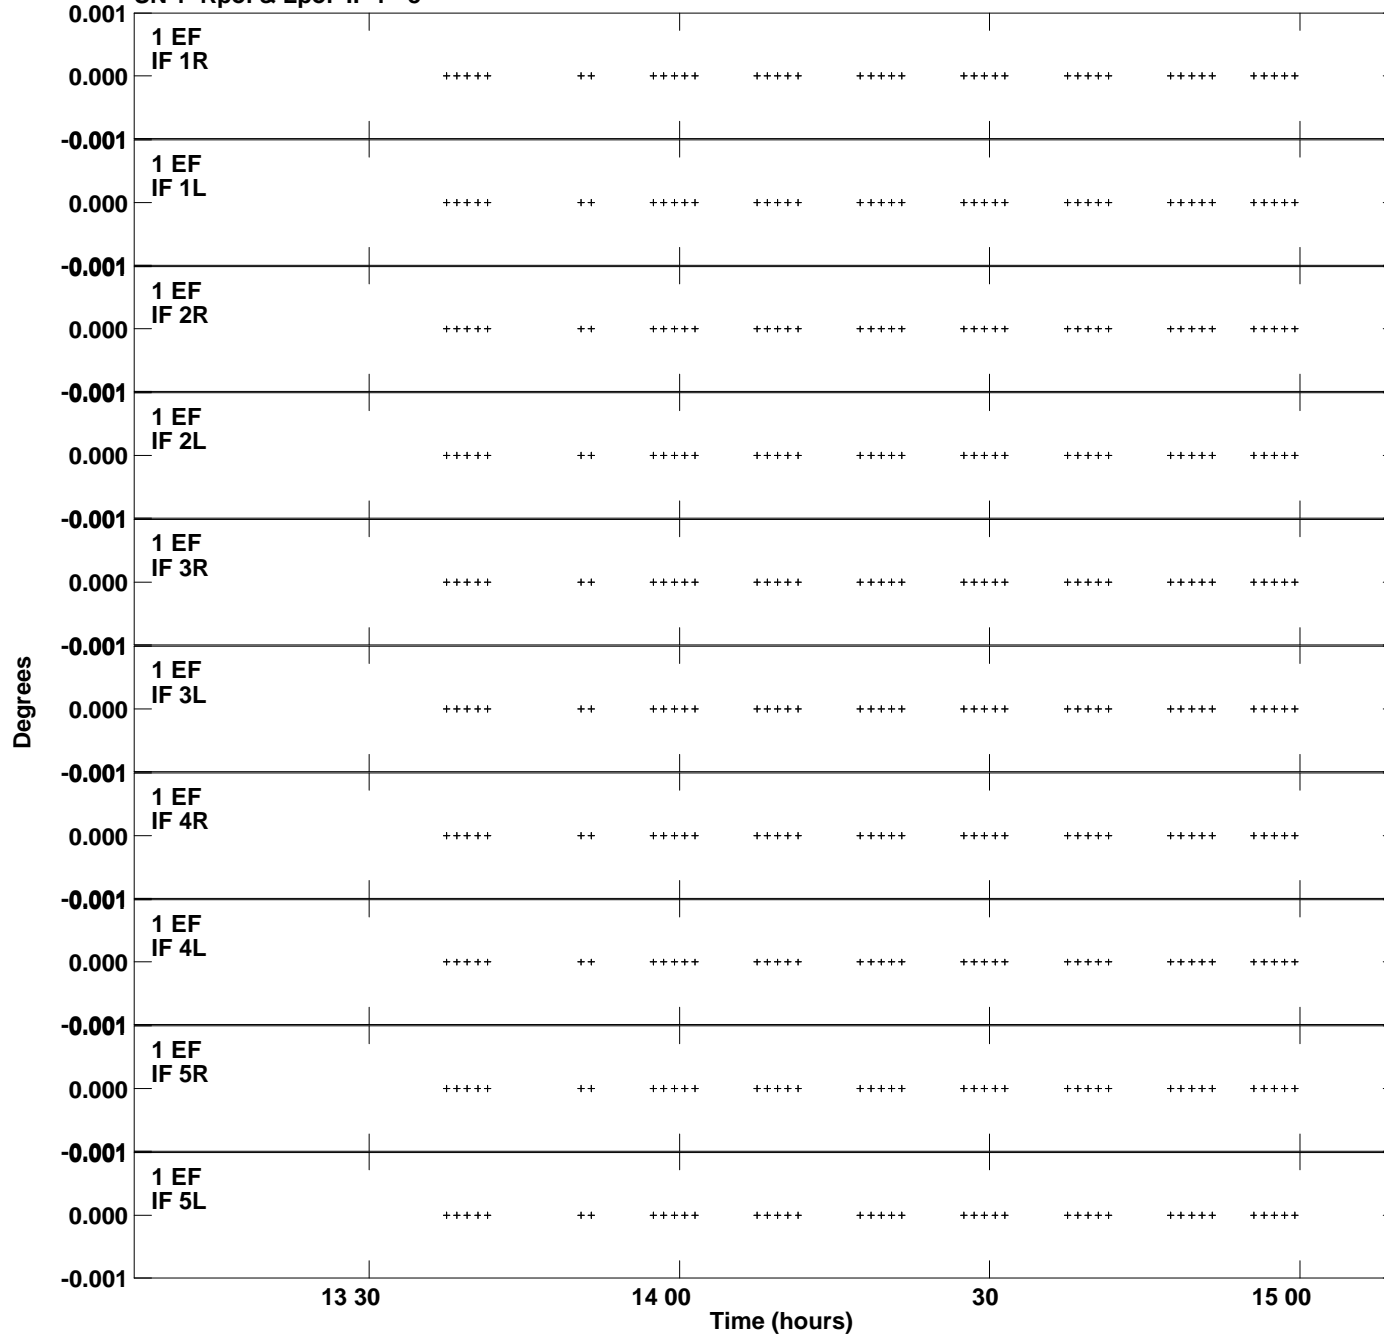 0.001
1 EF
IF 1R
0.000
-0.001
1 EF
IF 1L
0.000
-0.001
1 EF
IF 2R
0.000
-0.001
1 EF
IF 2L
0.000
-0.001
1 EF
IF 3R
0.000
-0.001
1 EF
IF 3L
0.000
-0.001
1 EF
IF 4R
0.000
-0.001
1 EF
IF 4L
0.000
-0.001
1 EF
IF 5R
0.000
-0.001
1 EF
IF 5L
0.000
-0.001
Degrees
13 30 14 00 30 15 00
Time (hours)